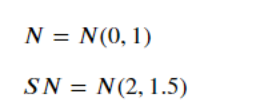 N = N(0, 1)
SN = N(2, 1.5)